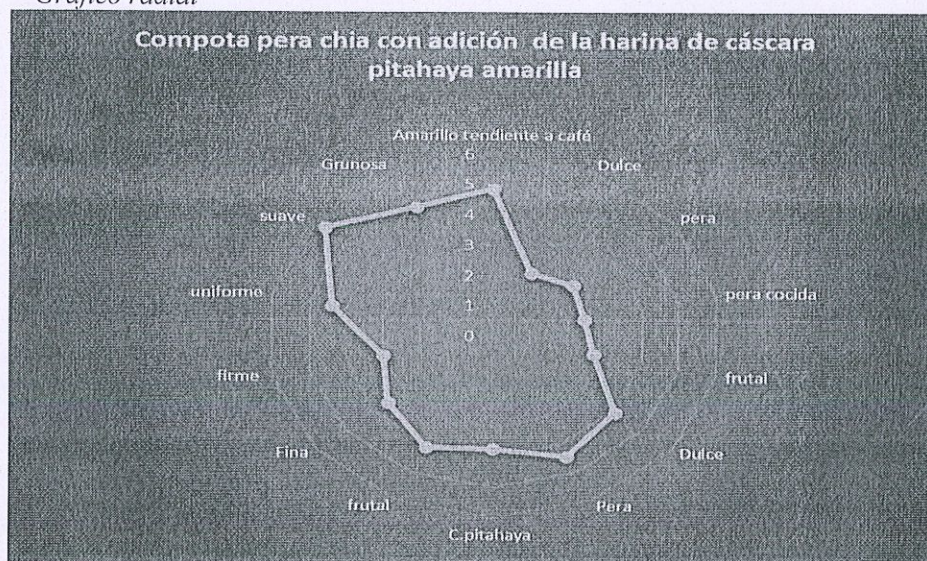 Gráfico radial
Compota pera chia con adición de la harina de cáscara
pitahaya amarilla
Amarillo tendiente a café
Dulce
pera
pera cocida
frutal
Dulce
Pera
C.pitahaya
frutal
Fina
firme
uniforme
suave
Grunosa
6
5
4
3
2
1
0